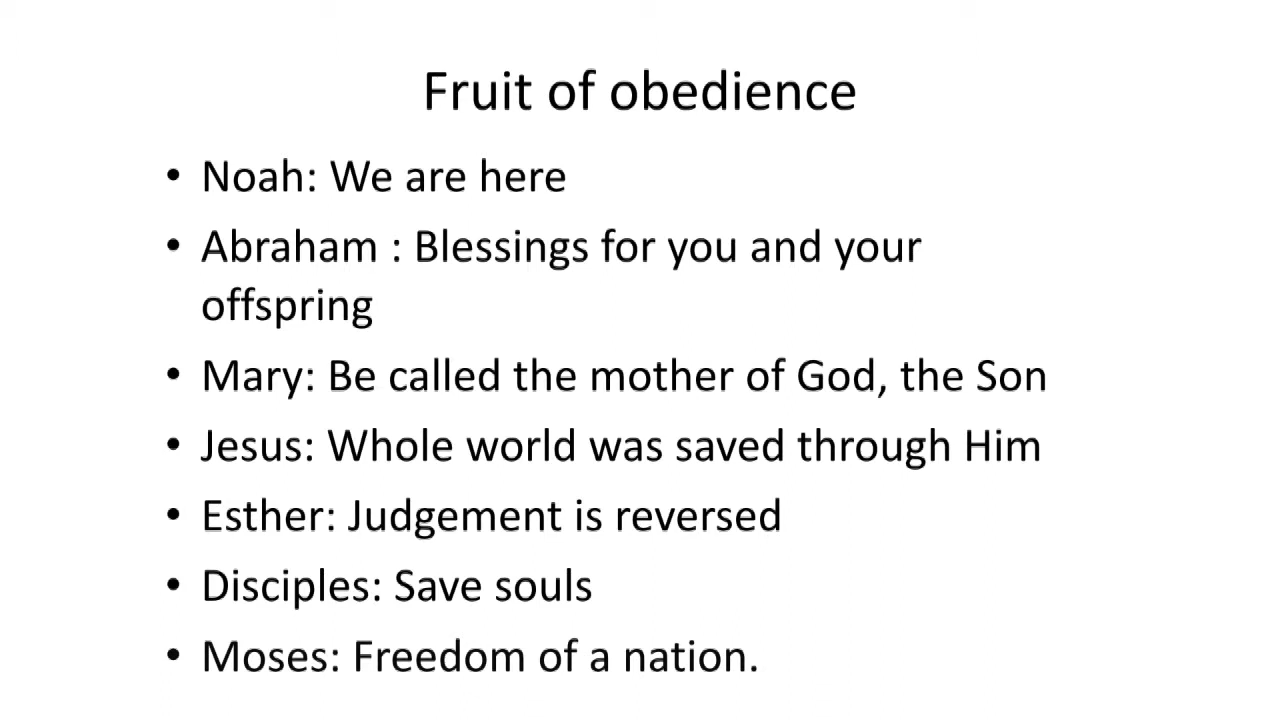 Fruit of obedience
• Noah: We are here
• Abraham : Blessings for you and your
offspring
• Mary: Be called the mother of God, the Son
• Jesus: Whole world was saved through Him
• Esther: Judgement is reversed
• Disciples: Save souls
• Moses: Freedom of a nation.